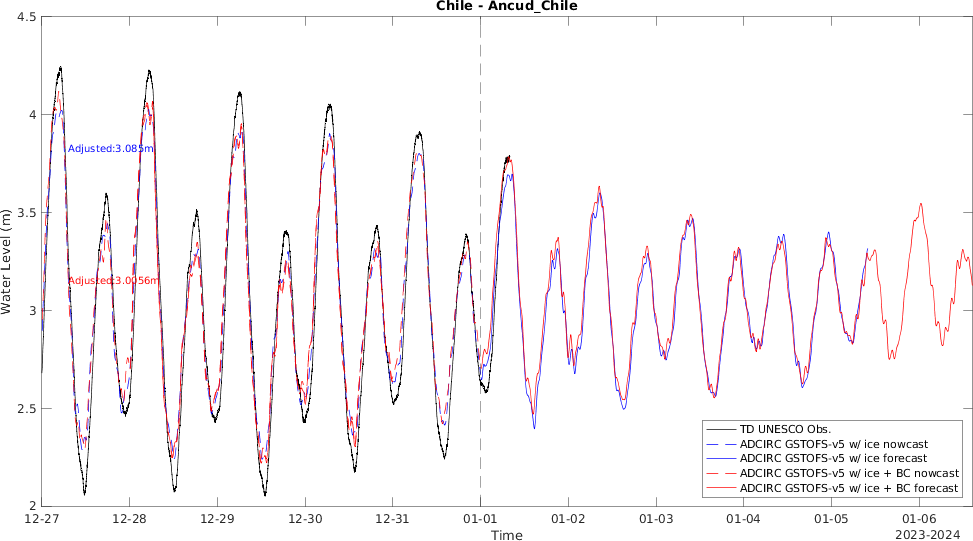 Chile - Ancud_Chile
4.5
4
3.5
3
2.5
2
Water Level (m)
Adjusted:3.085m
Adjusted:3.0056m
TD UNESCO Obs.
ADCIRC GSTOFS-v5 w/ ice nowcast
ADCIRC GSTOFS-v5 w/ ice forecast
ADCIRC GSTOFS-v5 w/ ice + BC nowcast
ADCIRC GSTOFS-v5 w/ ice + BC forecast
12-27 12-28 12-29 12-30 12-31 01-01 01-02 01-03 01-04 01-05 01-06
Time
2023-2024